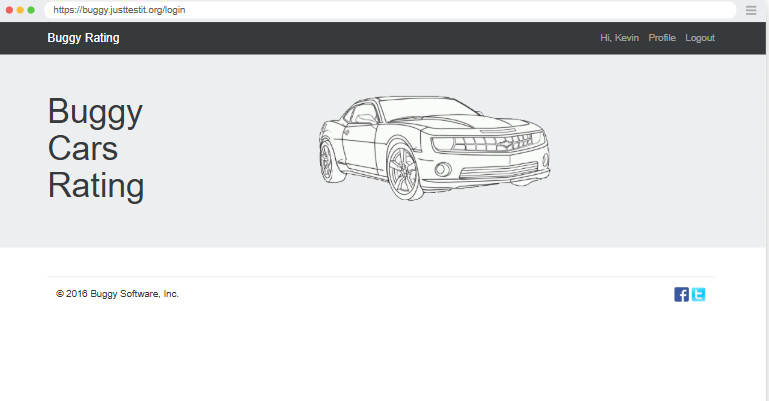 https://buggy.justtestit.org/login
Buggy Rating
Hi, Kevin Profile Logout
Buggy
Cars
Rating
© 2016 Buggy Software, Inc.